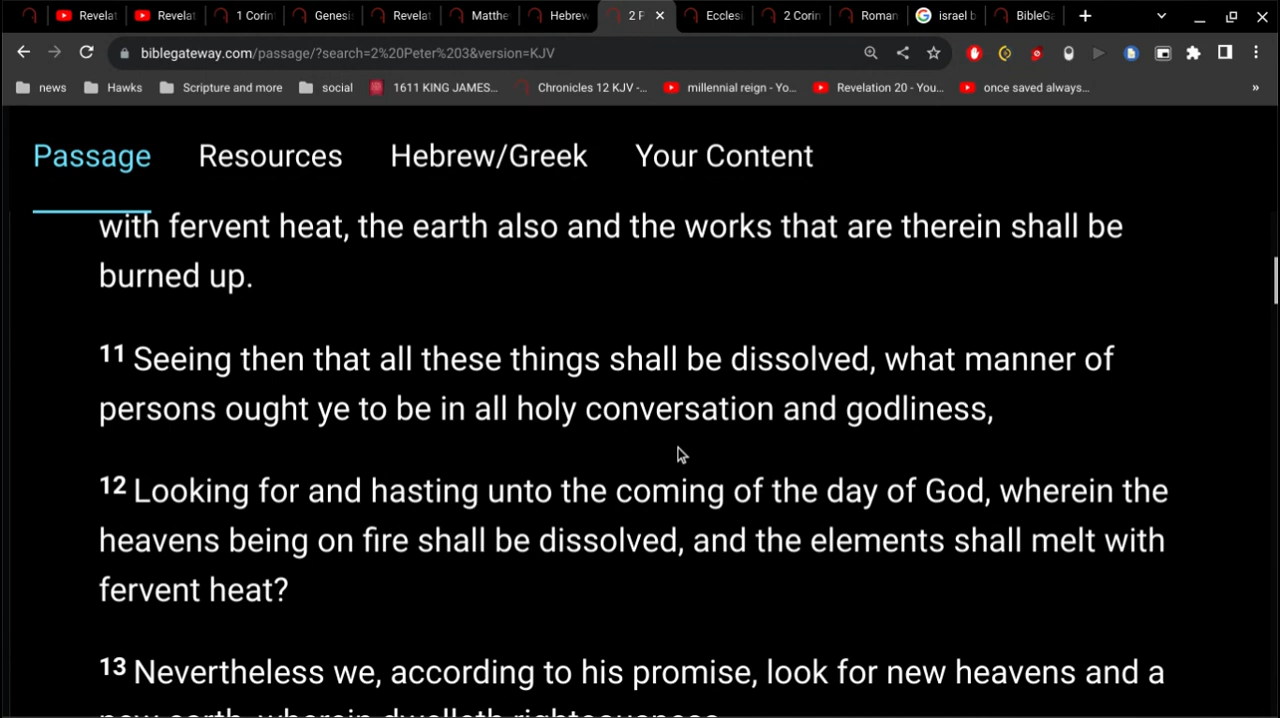 Revelat
Revelat
1 Corin
Genesis
Revelat
Matthe
Hebrew
2 P
Ecclesi
2 Corin
Roman
israel b
BibleGa
biblegateway.com/passage/?search=2%20Peter%203&version=KJV
news
Hawks
Scripture and more
social
1611 KING JAMES...
Chronicles 12 KJV -...
millennial reign - Yo...
Revelation 20 - You...
once saved always...
»
Passage
Resources
Hebrew/Greek
Your Content
with fervent heat, the earth also and the works that are therein shall be
burned up.
11 Seeing then that all these things shall be dissolved, what manner of
persons ought ye to be in all holy conversation and godliness,
12 Looking for and hasting unto the coming of the day of God, wherein the
heavens being on fire shall be dissolved, and the elements shall melt with
fervent heat?
13 Nevertheless we, according to his promise, look for new heavens and a
new earth, wherein dwelleth righteousness.